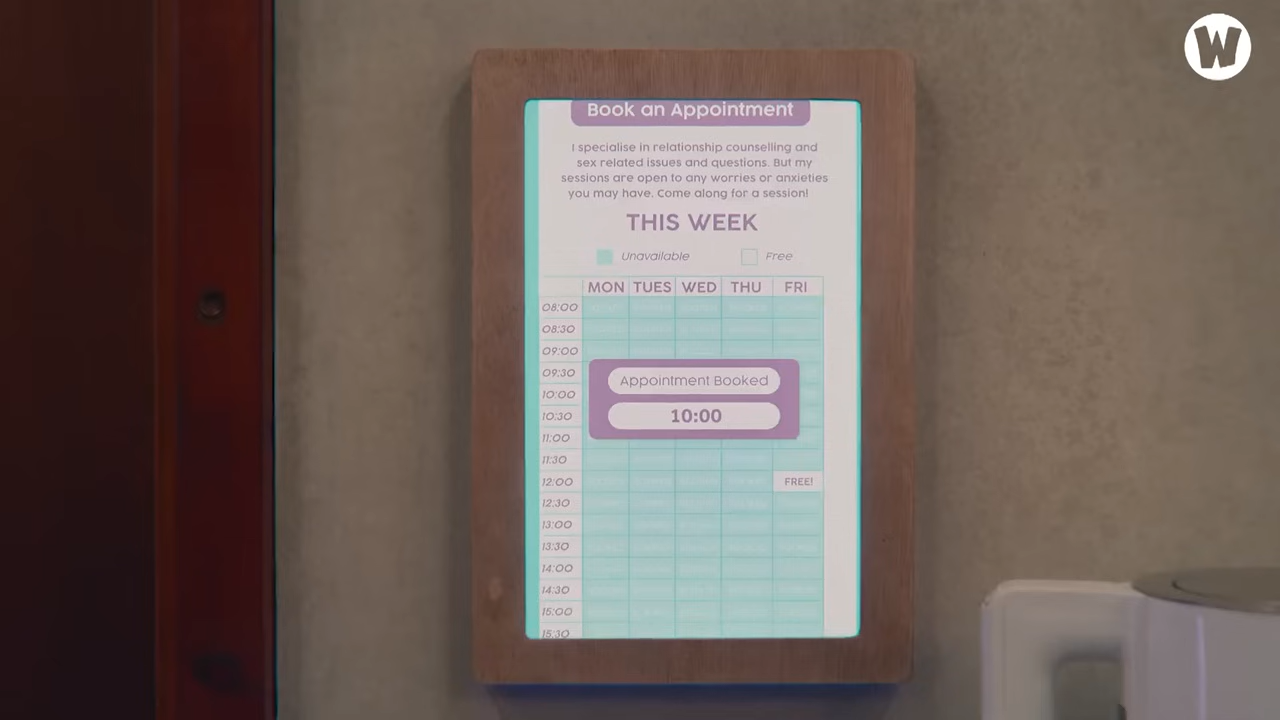 W
Book an Appointment
I specialise in relationship counselling and
sex related issues and questions. But my
sessions are open to any worries or anxieties
you may have. Come along for a session!
THIS WEEK
Unavailable Free
MON TUES WED THU FRI
08:00
08:30
09:00
09:30
Appointment Booked
10:00
10:00
10:30
11:00
11:30
12:00 FREE!
12:30
13:00
13:30
14:00
14:30
15:00
15:30